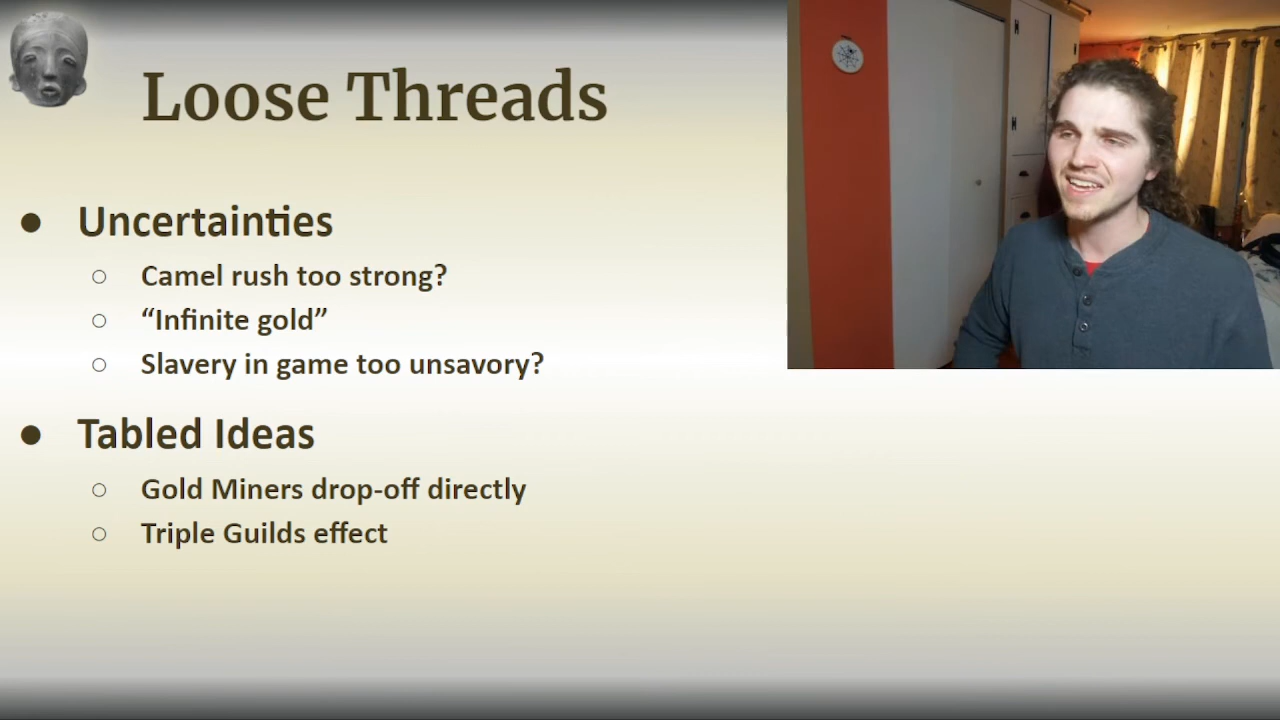 Loose Threads
● Uncertainties
○ Camel rush too strong?
○ “Infinite gold”
○ Slavery in game too unsavory?
● Tabled Ideas
○ Gold Miners drop-off directly
○ Triple Guilds effect